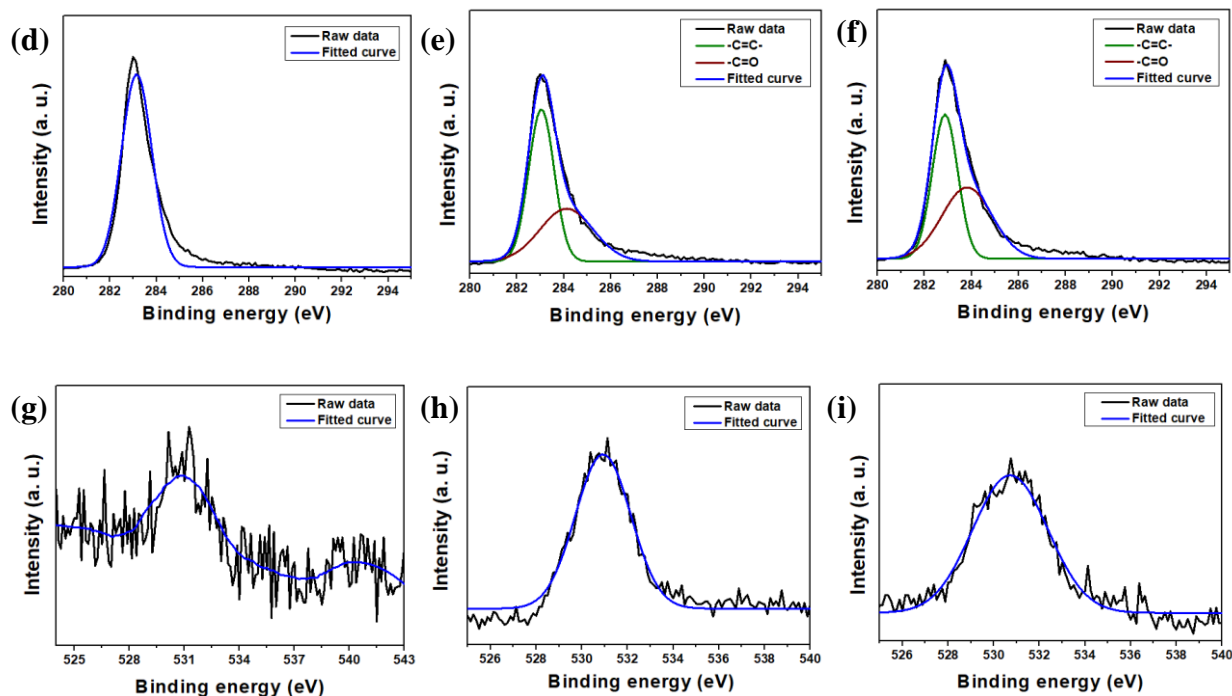 (d)
Raw data
Fitted curve
Intensity (a. u.)
280 282 284 286 288 290 292 294
Binding energy (eV)
(e)
Raw data
-C=C-
-C=O
Fitted curve
Intensity (a. u.)
280 282 284 286 288 290 292 294
Binding energy (eV)
(f)
Raw data
-C=C-
-C=O
Fitted curve
Intensity (a. u.)
280 282 284 286 288 290 292 294
Binding energy (eV)
(g)
Raw data
Fitted curve
Intensity (a. u.)
525 528 531 534 537 540 543
Binding energy (eV)
(h)
Raw data
Fitted curve
Intensity (a. u.)
526 528 530 532 534 536 538 540
Binding energy (eV)
(i)
Raw data
Fitted curve
Intensity (a. u.)
526 528 530 532 534 536 538 540
Binding energy (eV)